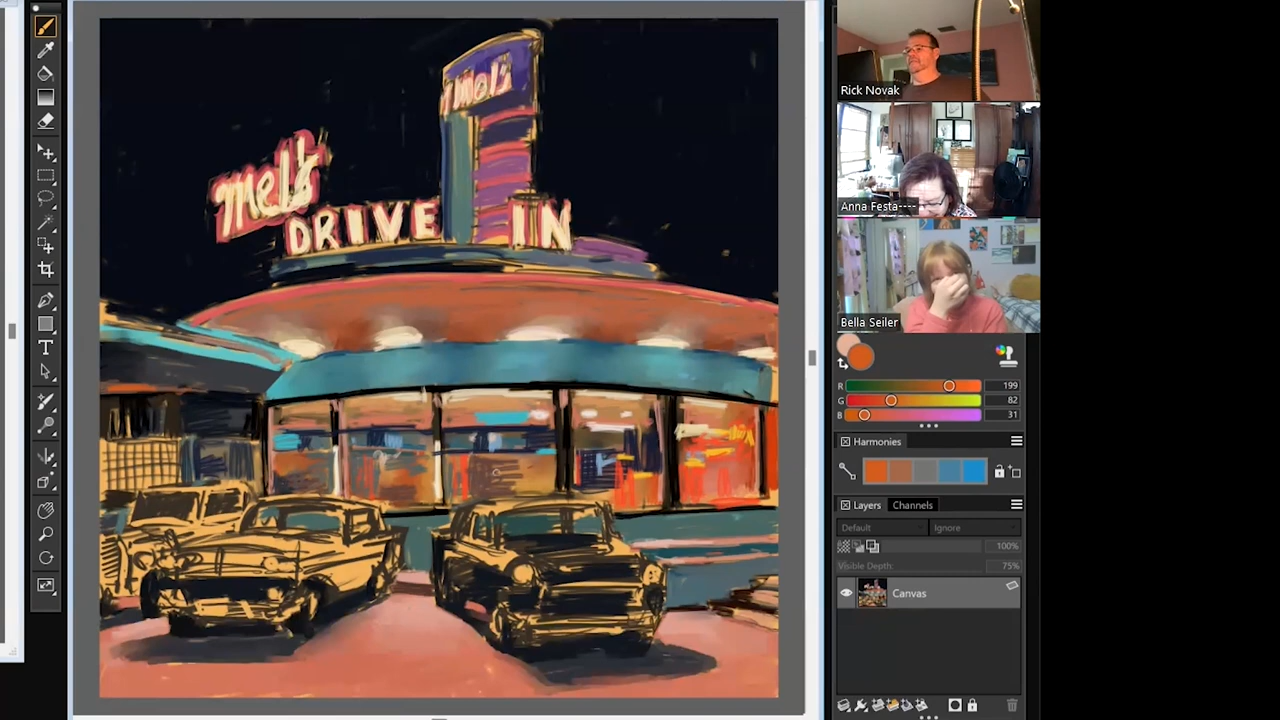 Mel's
Mel's
DRIVE IN
Rick Novak
Anna Festa----
Bella Seiler
R 199
G 82
B 31
Harmonies
Layers Channels
Default Ignore
100%
Visible Depth: 75%
Canvas
T